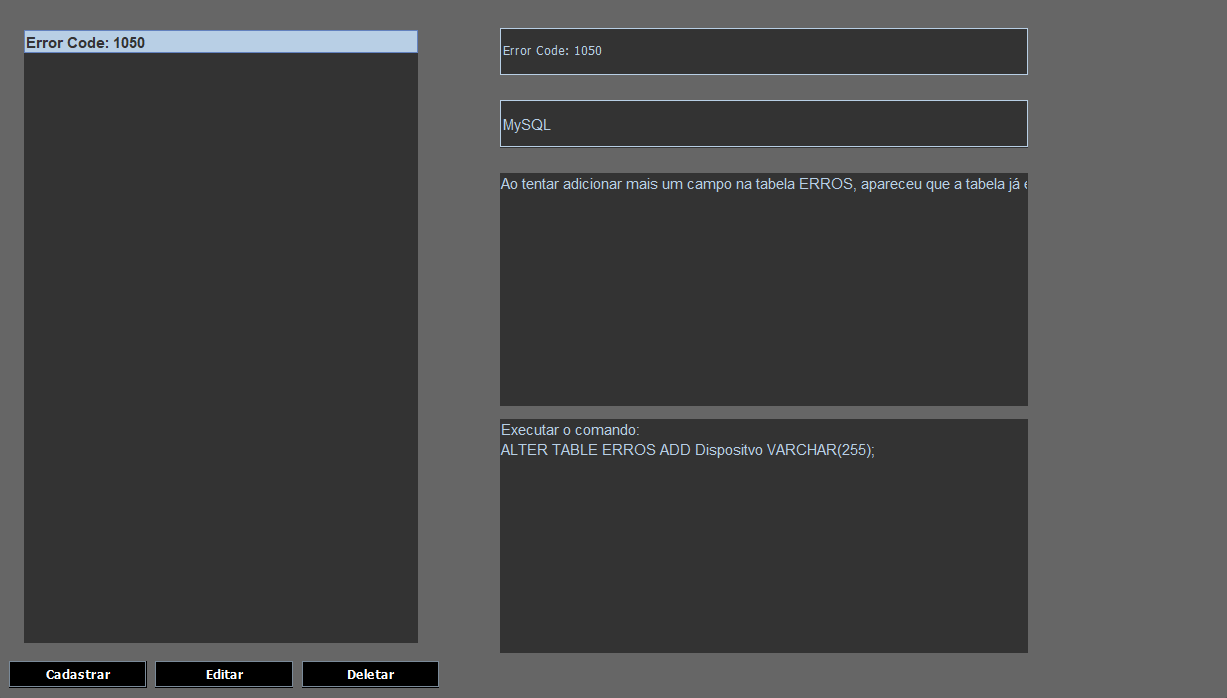 Error Code: 1050
Error Code: 1050
MySQL
Ao tentar adicionar mais um campo na tabela ERROS, apareceu que a tabela já
Executar o comando:
ALTER TABLE ERROS ADD Dispositvo VARCHAR(255);
Cadastrar
Editar
Deletar